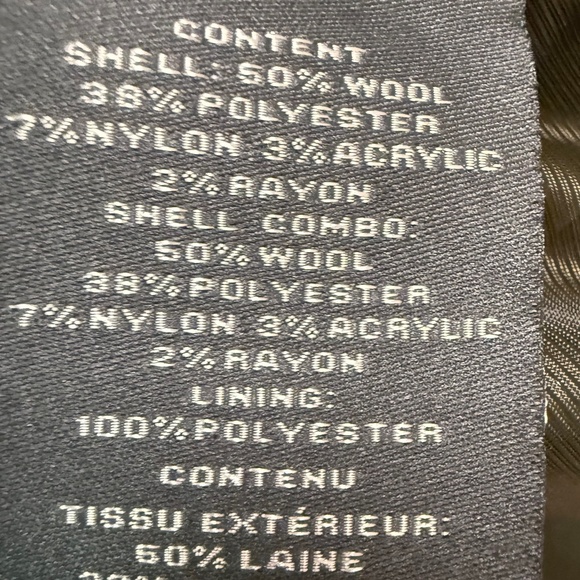 CONTENT
SHELL: 50% WOOL
38% POLYESTER
7% NYLON 3% ACRYLIC
2% RAYON
SHELL COMBO:
50% WOOL
38% POLYESTER
7% NYLON 3% ACRYLIC
2% RAYON
LINING:
100% POLYESTER
CONTENU
TISSU EXTÉRIEUR:
50% LAINE